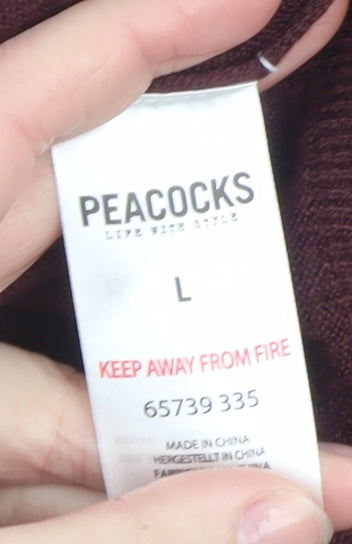 PEACOCKS
LIFE WITH STYLE
L
KEEP AWAY FROM FIRE
65739 335
MADE IN CHINA
HERGESTELLT IN CHINA